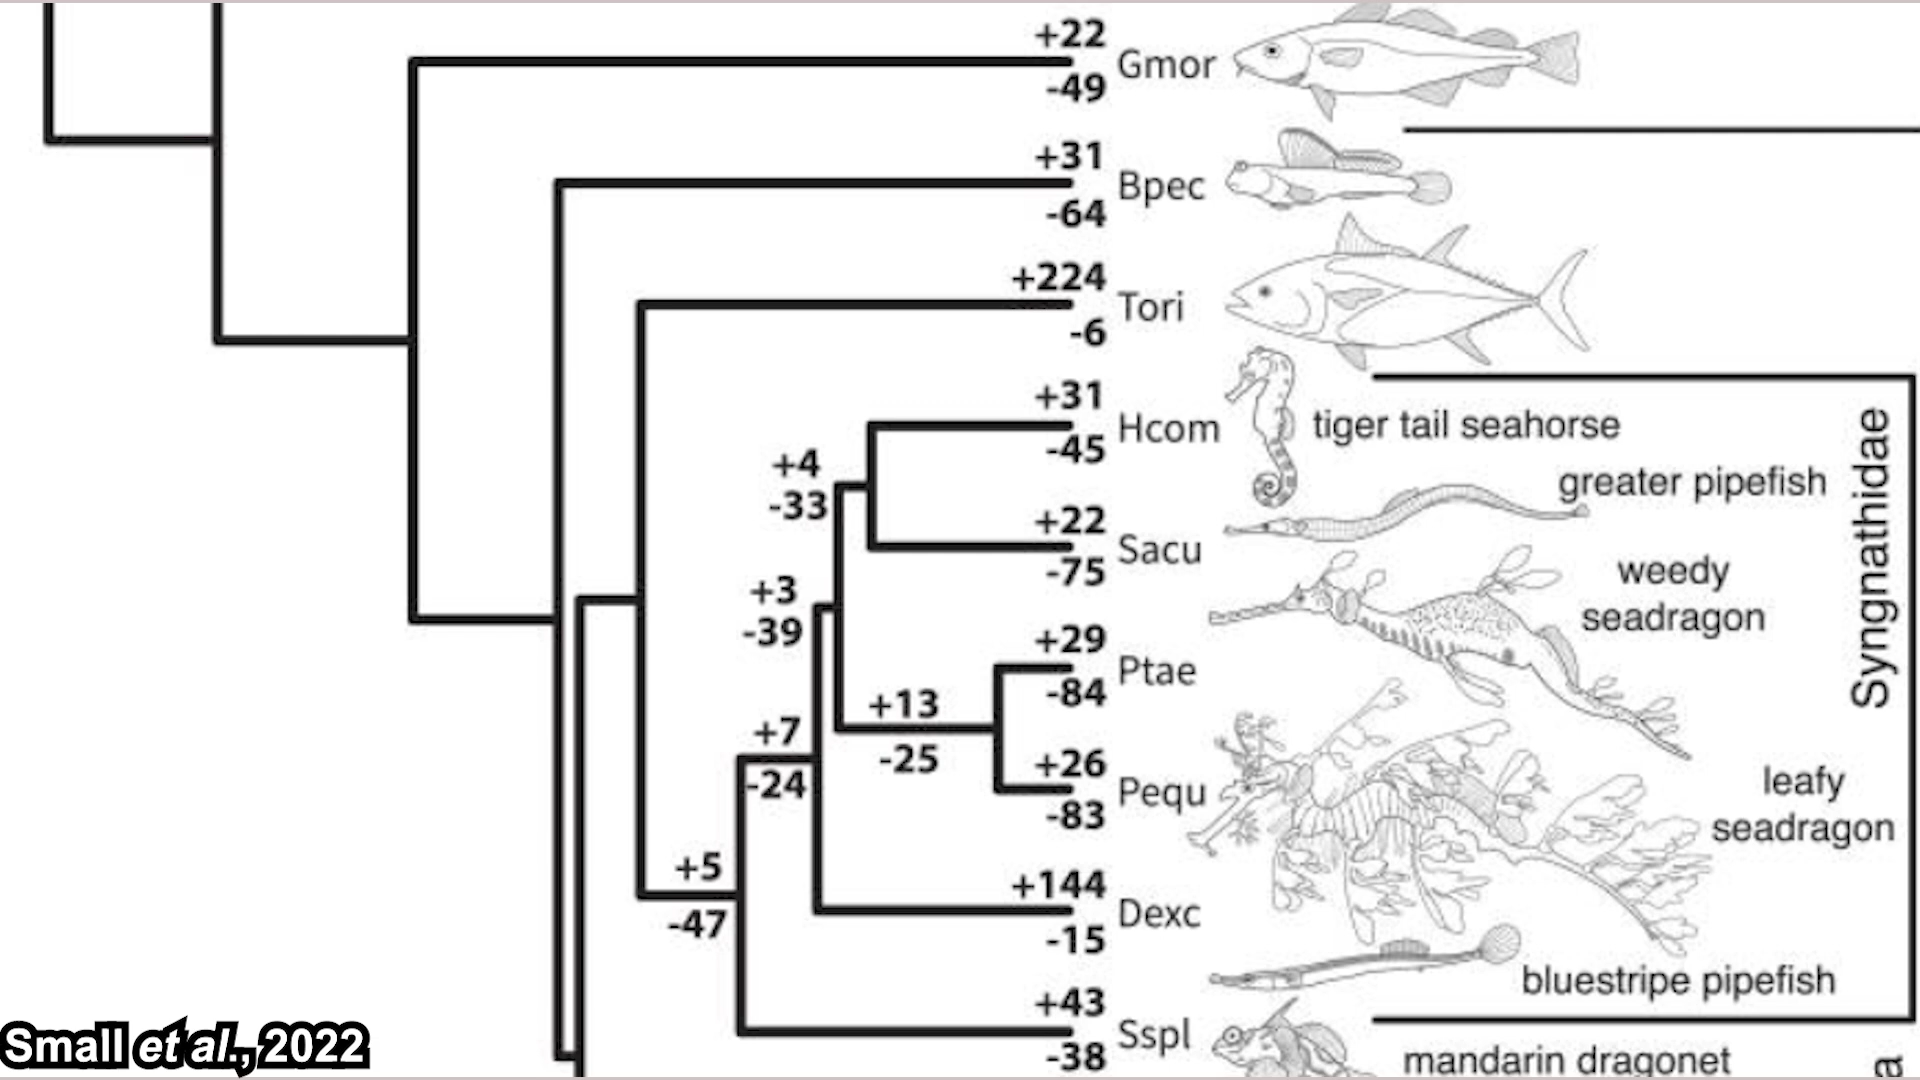 +22
Gmor
-49
+31
Bpec
-64
+224
Tori
-6
+31
Hcom
-45
tiger tail seahorse
+4
-33
greater pipefish
+22
Sacu
-75
weedy
seadragon
+3
-39
+29
Ptae
-84
+13
-25
+7
-24
+26
Pequ
-83
leafy
seadragon
+5
-47
+144
Dexc
-15
bluestripe pipefish
+43
Sspl
-38
mandarin dragonet
Syngnathidae
a
Small et al., 2022